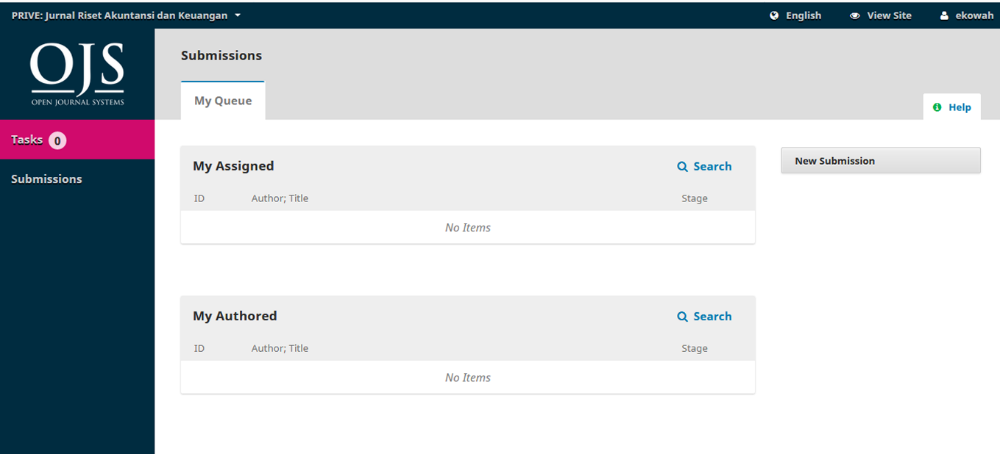 PRIVE: Jurnal Riset Akuntansi dan Keuangan English View Site ekowah
OJS
OPEN JOURNAL SYSTEMS
Submissions
My Queue
Help
Tasks 0
Submissions
My Assigned Search
ID Author; Title Stage
No Items
New Submission
My Authored Search
ID Author; Title Stage
No Items